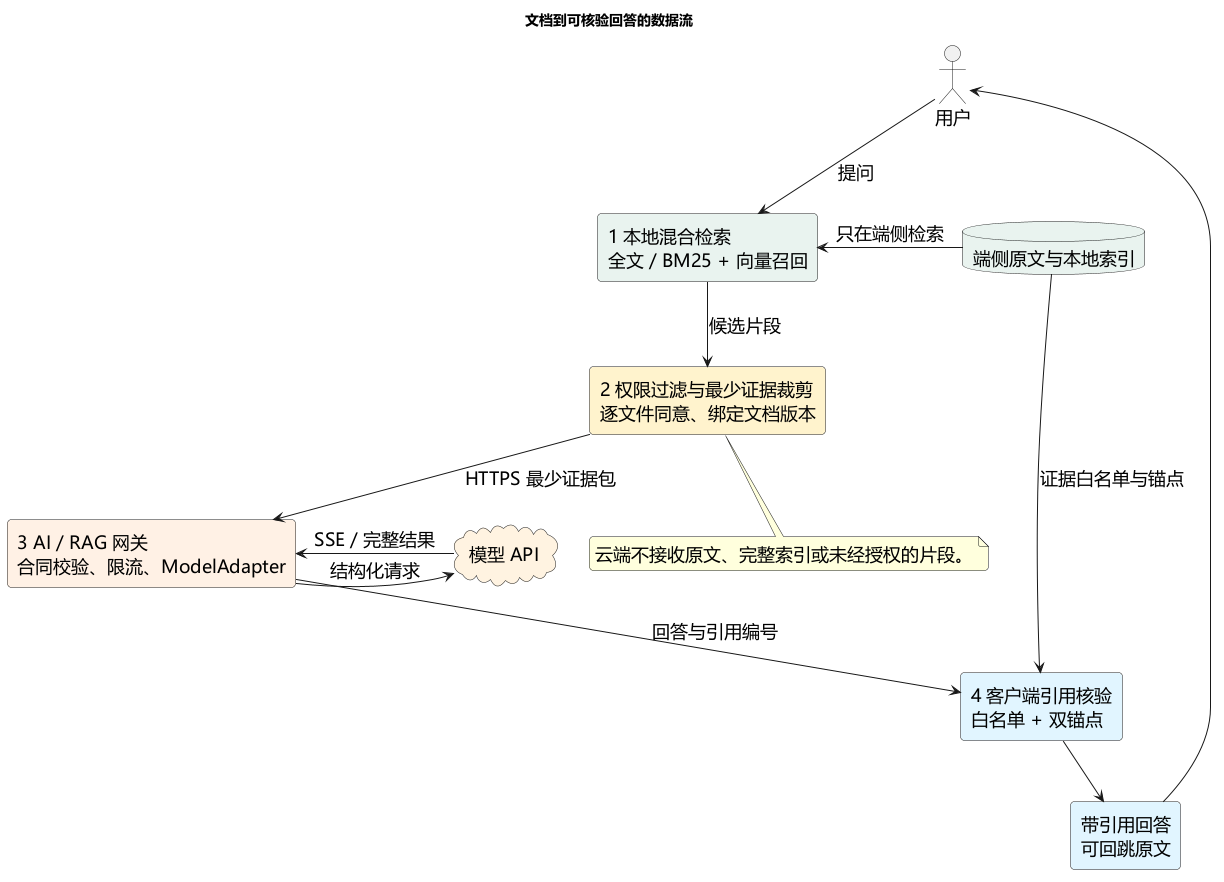 文档到可核验回答的数据流
用户
提问
1 本地混合检索
全文 / BM25 + 向量召回
只在端侧检索
端侧原文与本地索引
候选片段
2 权限过滤与最少证据裁剪
逐文件同意、绑定文档版本
HTTPS 最少证据包
证据白名单与锚点
3 AI / RAG 网关
合同校验、限流、ModelAdapter
SSE / 完整结果
结构化请求
模型 API
云端不接收原文、完整索引或未经授权的片段。
回答与引用编号
4 客户端引用核验
白名单 + 双锚点
带引用回答
可回跳原文